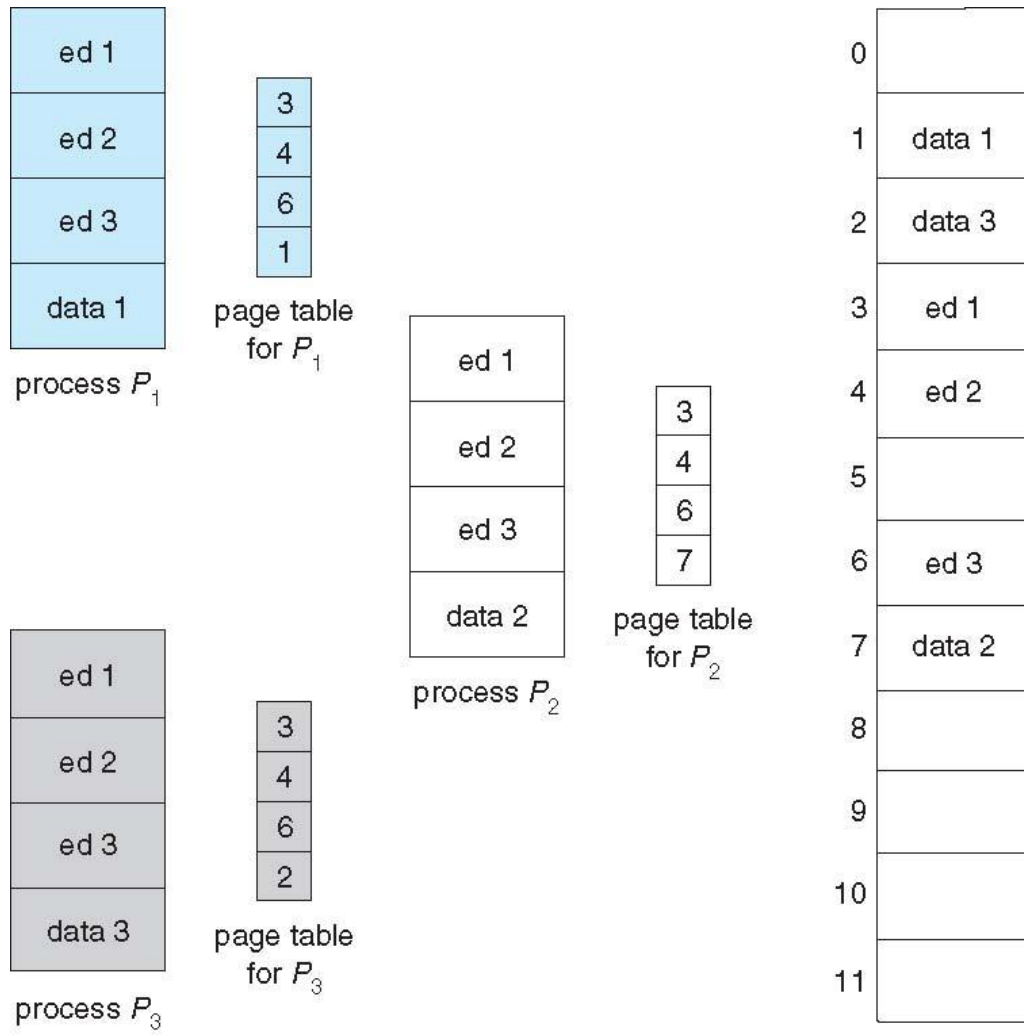 ed 1
ed 2
ed 3
data 1
process P₁
3
4
6
1
page table
for P₁
ed 1
ed 2
ed 3
data 2
process P₂
3
4
6
7
page table
for P₂
ed 1
ed 2
ed 3
data 3
process P₃
3
4
6
2
page table
for P₃
0
1 data 1
2 data 3
3 ed 1
4 ed 2
5
6 ed 3
7 data 2
8
9
10
11